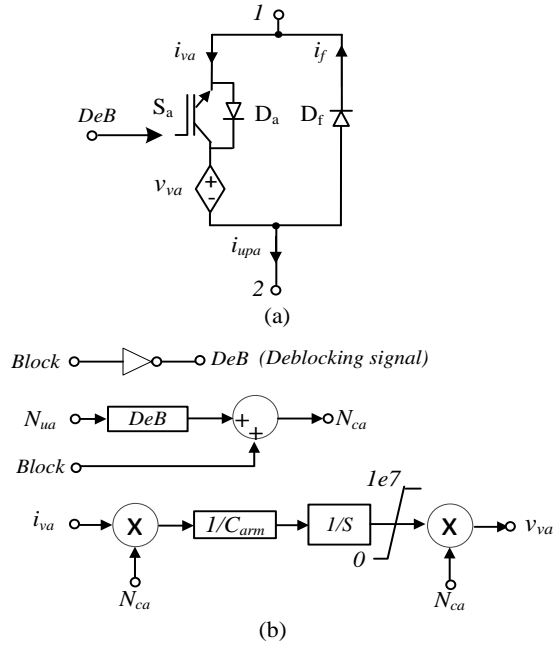 1
i_va i_f
DeB S_a D_a D_f
v_va + -
i_upa
2
(a)
Block DeB (Deblocking signal)
N_ua DeB + + N_ca
Block
1e7
i_va X 1/C_arm 1/S X v_va
0
N_ca N_ca
(b)